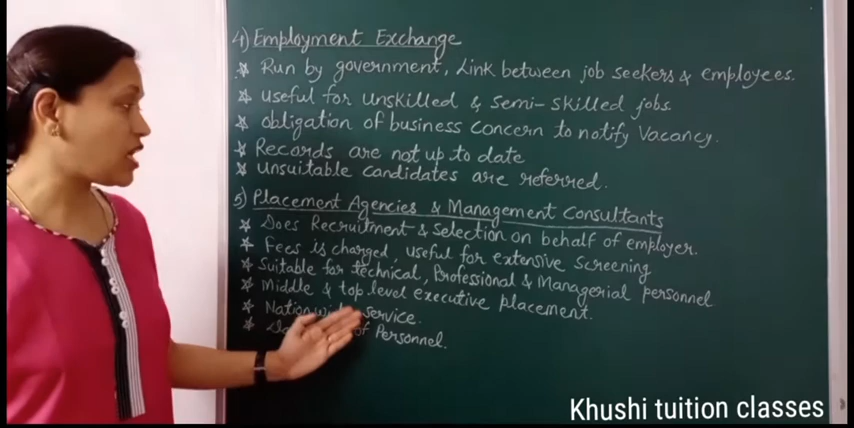 4) Employment Exchange
☆ Run by government, Link between job seekers & employees.
☆ useful for unskilled & semi-skilled jobs
☆ obligation of business concern to notify vacancy.
☆ Records are not up to date
☆ unsuitable candidates are referred.
5) Placement Agencies & Management Consultants
☆ Does Recruitment & Selection on behalf of employer.
☆ Fees is charged, useful for extensive screening
☆ Suitable for technical, Professional & Managerial personnel
☆ Middle & top level executive placement.
☆ service.
☆ of Personnel.
Khushi tuition classes